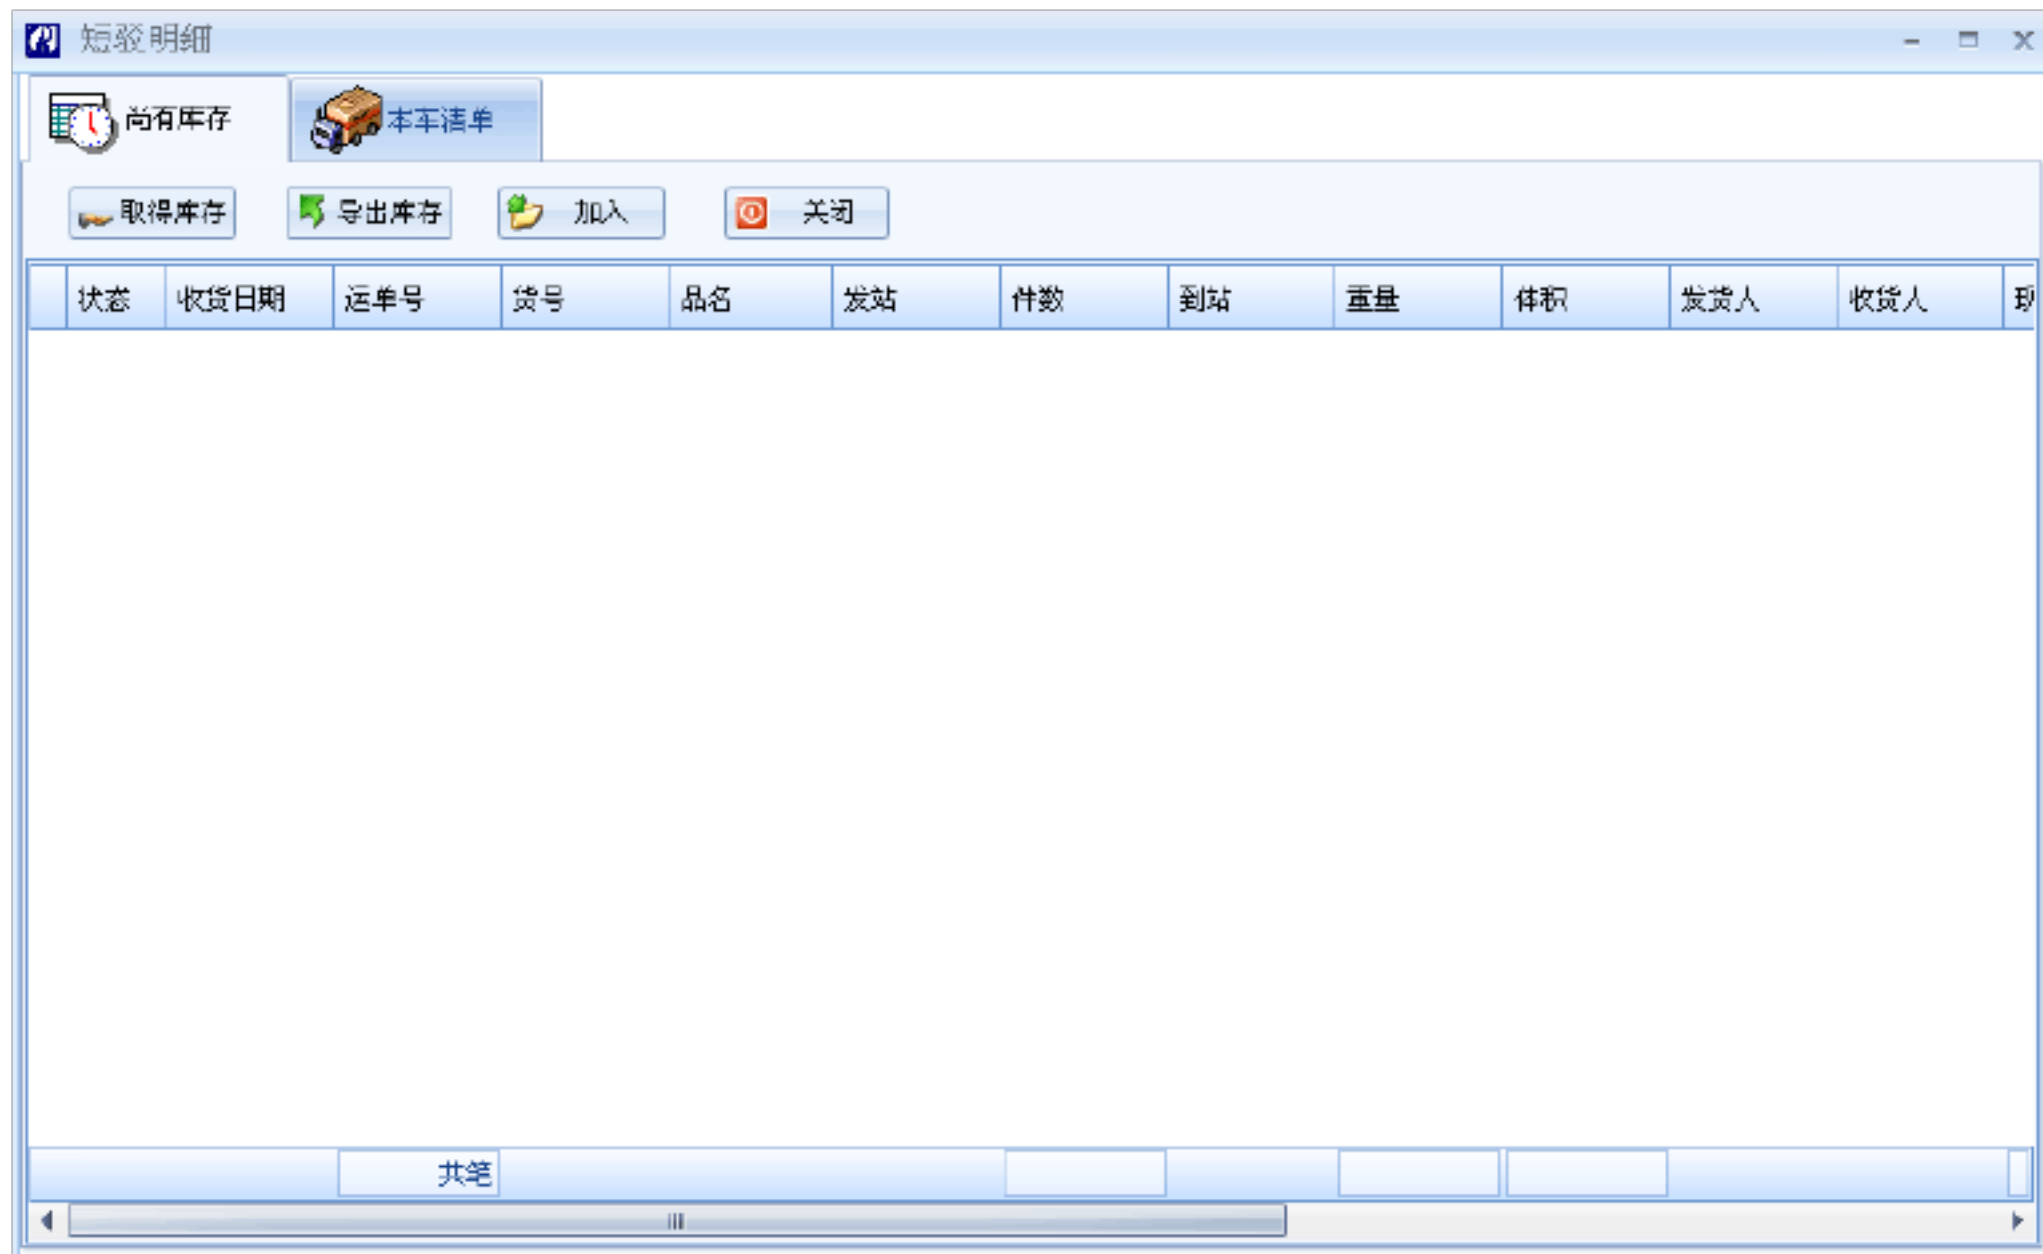 短驳明细
尚有库存 本车清单
取得库存 导出库存 加入 关闭
状态 收货日期 运单号 货号 品名 发站 件数 到站 重量 体积 发货人 收货人
共笔